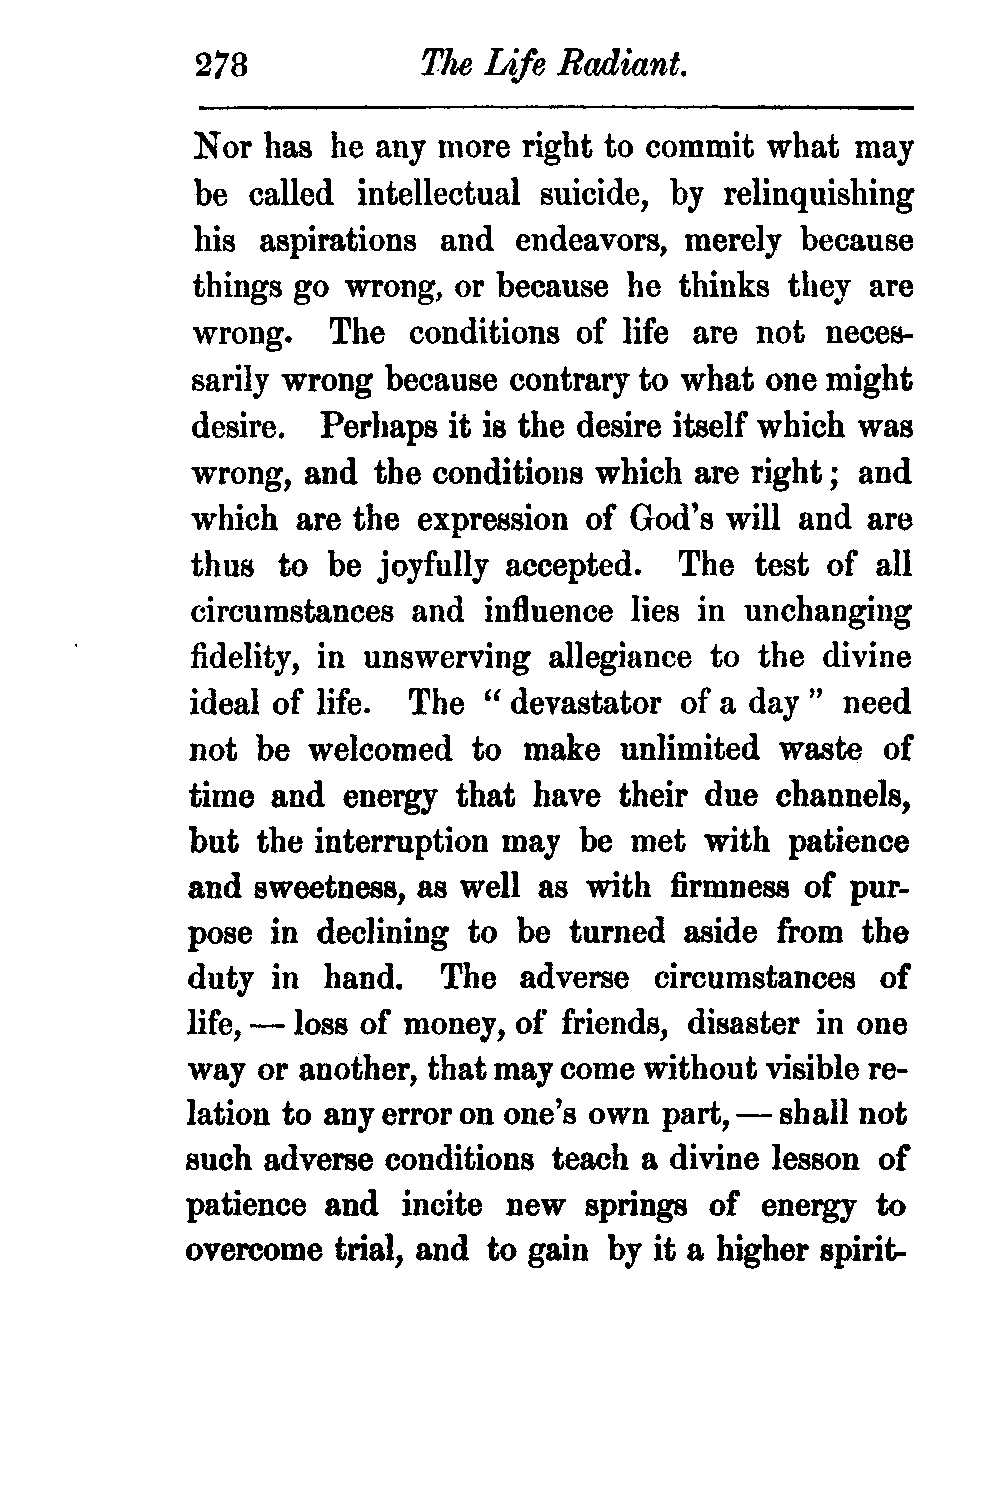 278 The Life Radiant.
Nor has he any more right to commit what may
be called intellectual suicide, by relinquishing
his aspirations and endeavors, merely because
things go wrong, or because he thinks they are
wrong. The conditions of life are not neces-
sarily wrong because contrary to what one might
desire. Perhaps it is the desire itself which was
wrong, and the conditions which are right; and
which are the expression of God's will and are
thus to be joyfully accepted. The test of all
circumstances and influence lies in unchanging
fidelity, in unswerving allegiance to the divine
ideal of life. The “devastator of a day” need
not be welcomed to make unlimited waste of
time and energy that have their due channels,
but the interruption may be met with patience
and sweetness, as well as with firmness of pur-
pose in declining to be turned aside from the
duty in hand. The adverse circumstances of
life, — loss of money, of friends, disaster in one
way or another, that may come without visible re-
lation to any error on one's own part, — shall not
such adverse conditions teach a divine lesson of
patience and incite new springs of energy to
overcome trial, and to gain by it a higher spirit-